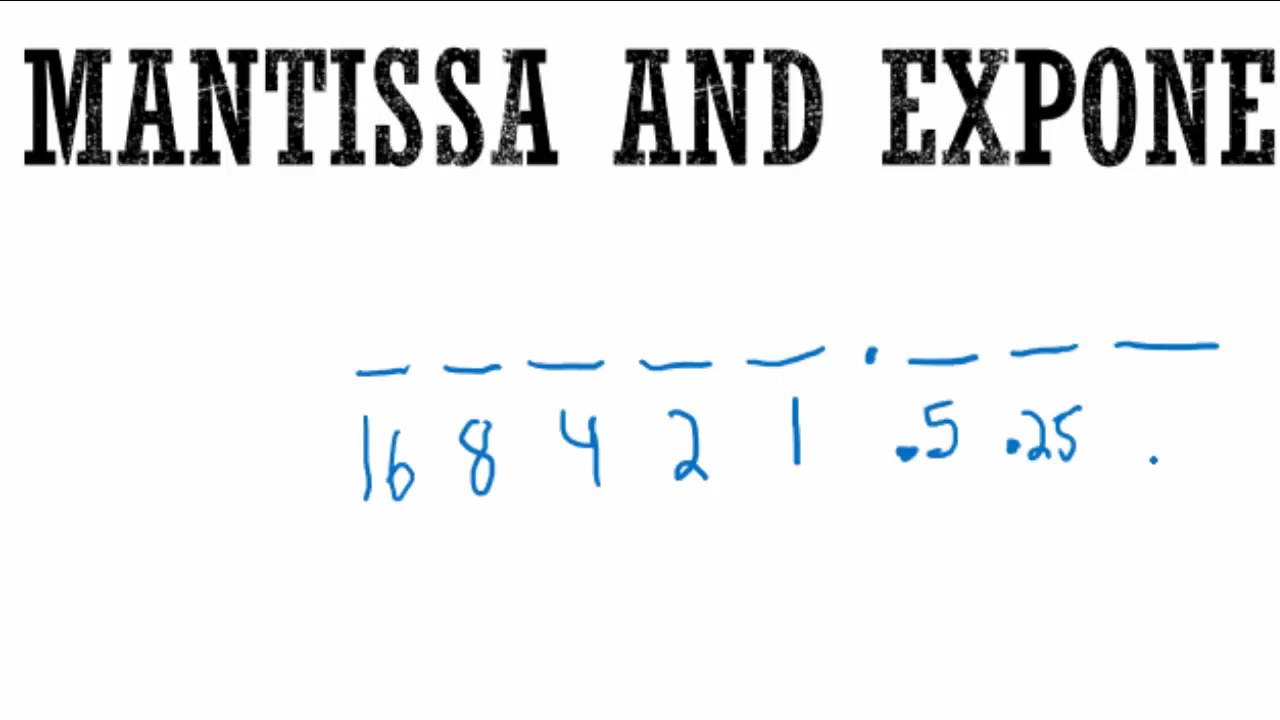 MANTISSA AND EXPONE
_ _ _ _ _ . _ _ _
16 8 4 2 1 .5 .25 .